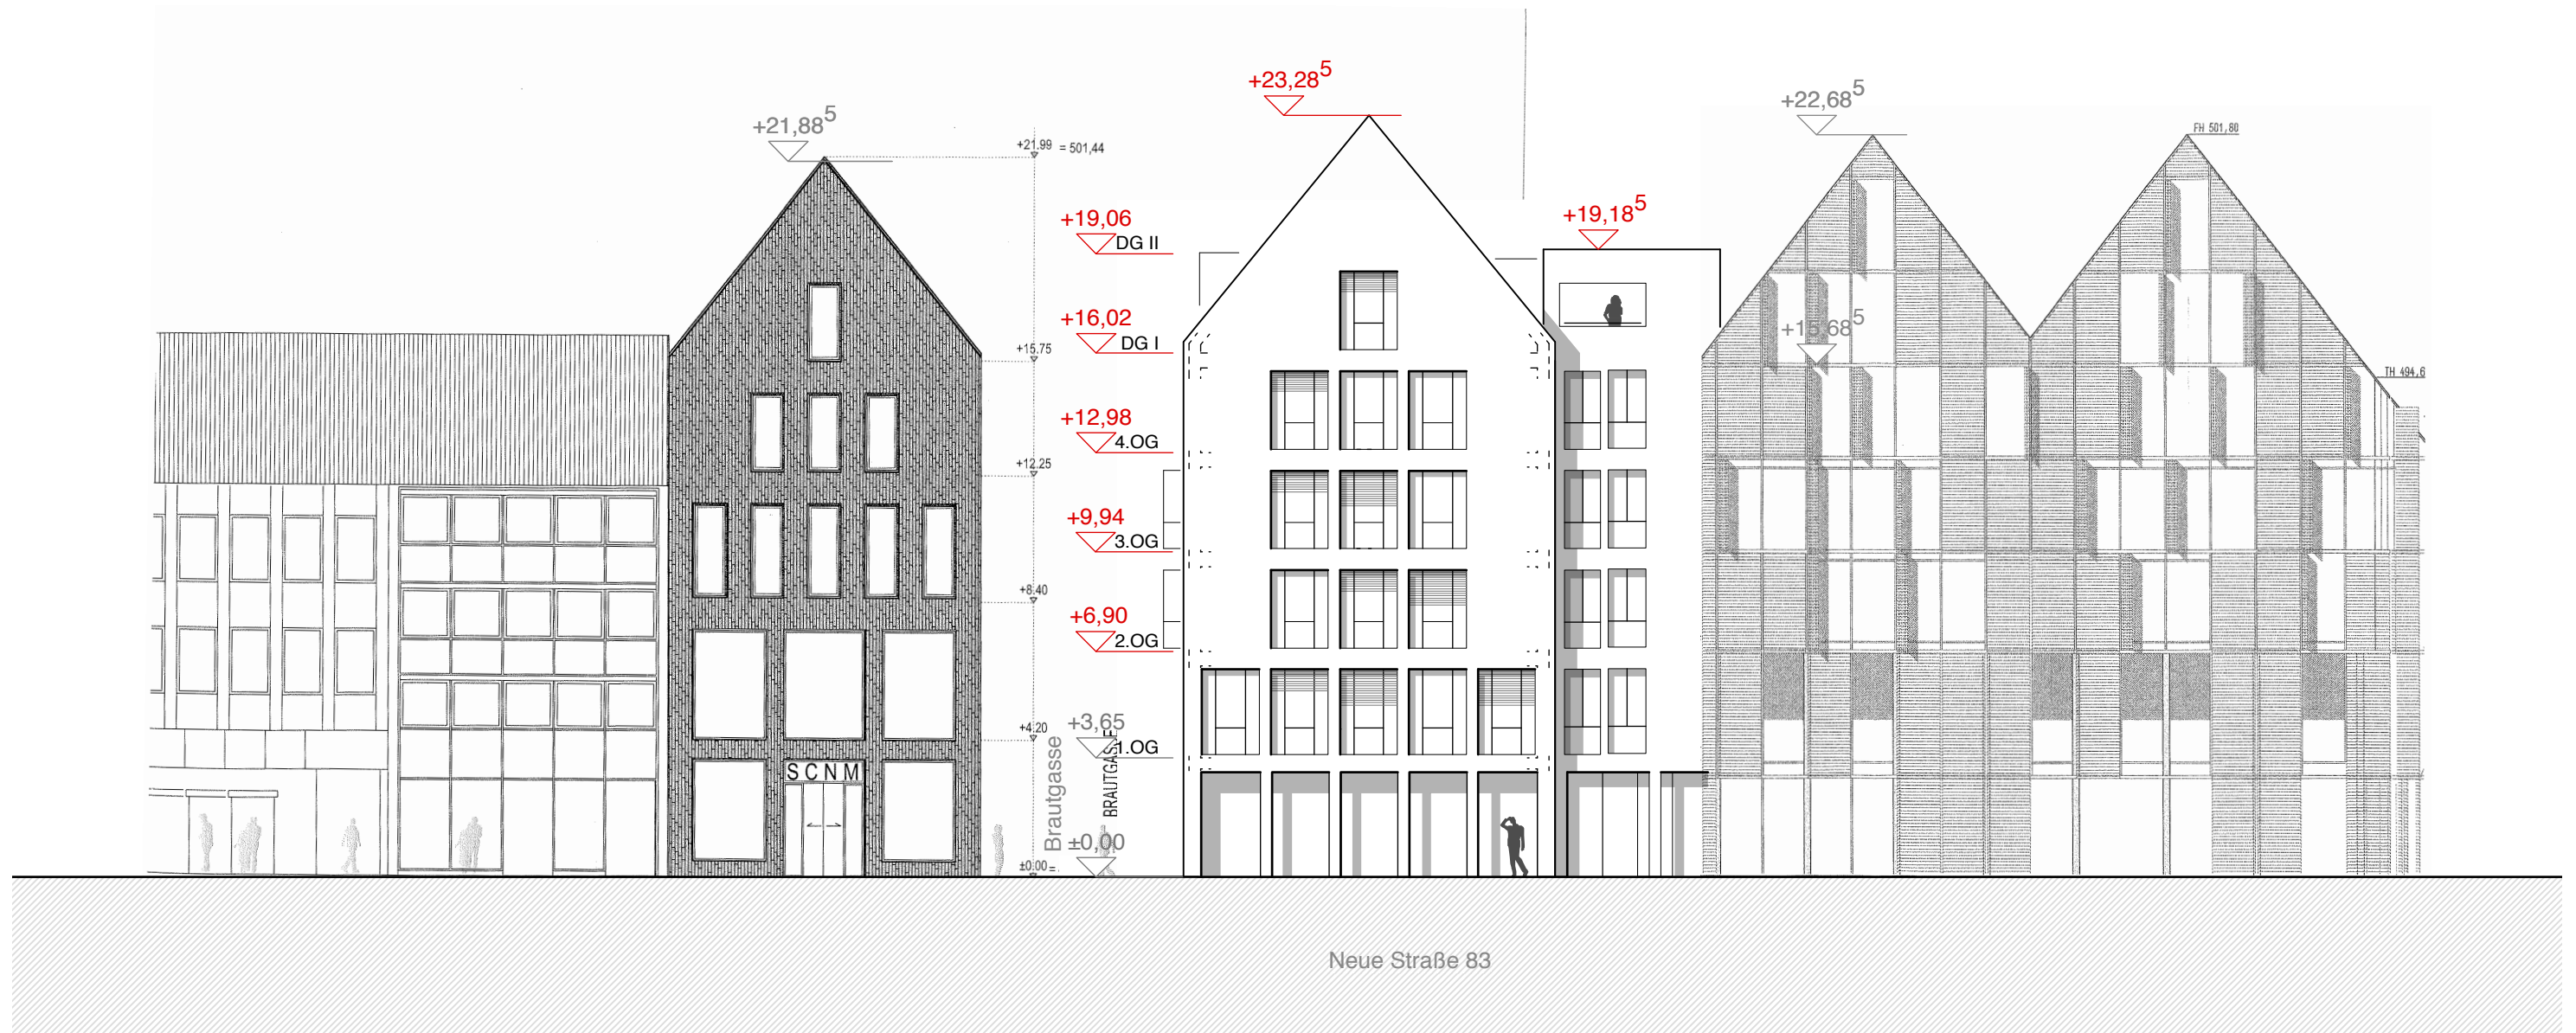 +23,28⁵
+22,68⁵
+21,88⁵
FH 501,80
+21.99 = 501,44
+19,18⁵
+19,06
DG II
+16,02
DG I
+15,68⁵
+15.75
TH 494,6
+12,98
4.OG
+12.25
+9,94
3.OG
+8.40
+6,90
2.OG
+3,65
1.OG
+4.20
SCNM
Brautgasse
BRAUTGASSE
±0,00
±0.00 =
Neue Straße 83